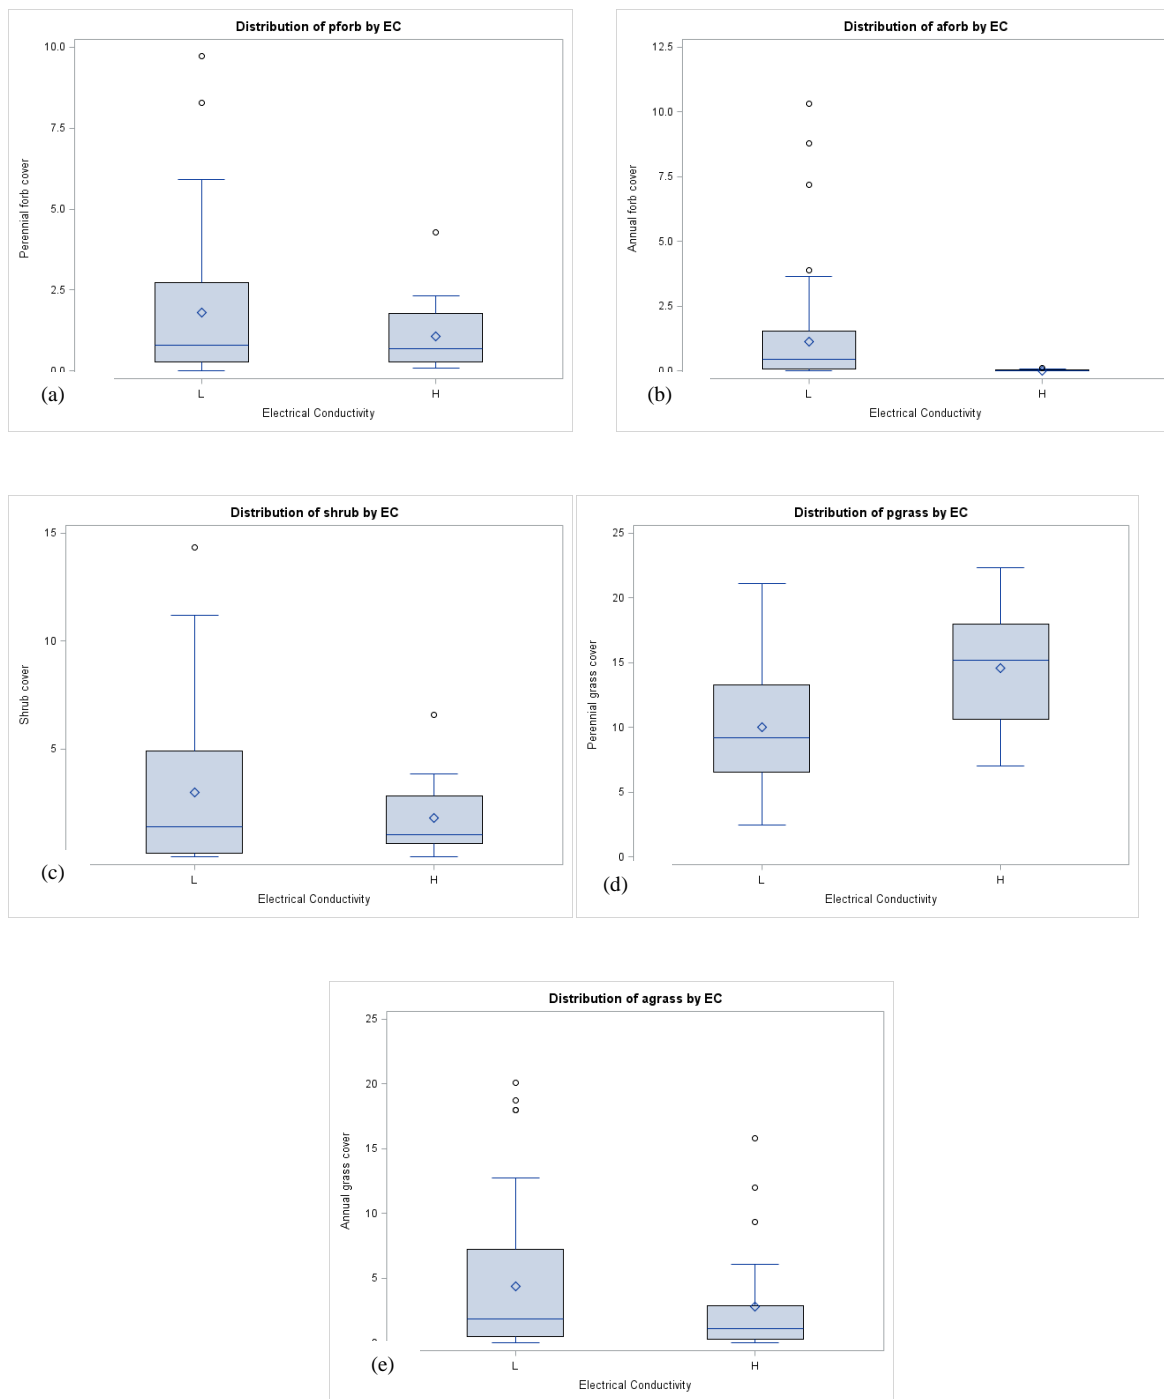 Distribution of pforb by EC
10.0
7.5
5.0
2.5
0.0
Perennial forb cover
L
H
Electrical Conductivity
(a)
Distribution of aforb by EC
12.5
10.0
7.5
5.0
2.5
0.0
Annual forb cover
L
H
Electrical Conductivity
(b)
Distribution of shrub by EC
15
10
5
Shrub cover
L
H
Electrical Conductivity
(c)
Distribution of pgrass by EC
25
20
15
10
5
0
Perennial grass cover
L
H
Electrical Conductivity
(d)
Distribution of agrass by EC
25
20
15
10
5
Annual grass cover
L
H
Electrical Conductivity
(e)